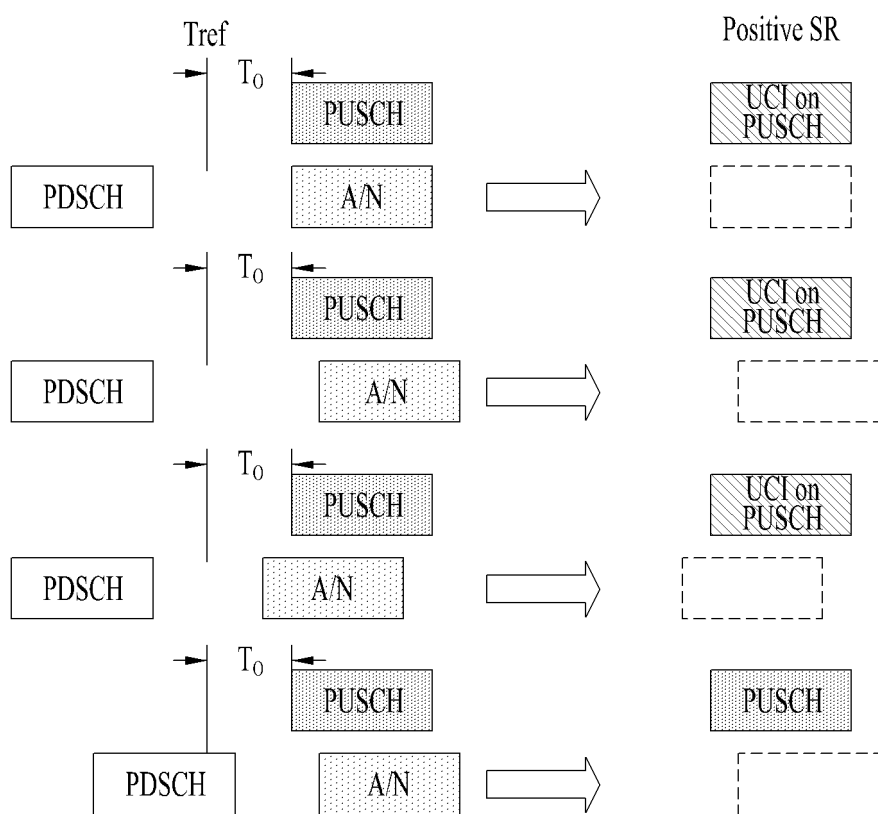 Tref
Positive SR
T0
PUSCH
UCI on
PUSCH
PDSCH
A/N
T0
PUSCH
UCI on
PUSCH
PDSCH
A/N
T0
PUSCH
UCI on
PUSCH
PDSCH
A/N
T0
PUSCH
PUSCH
PDSCH
A/N